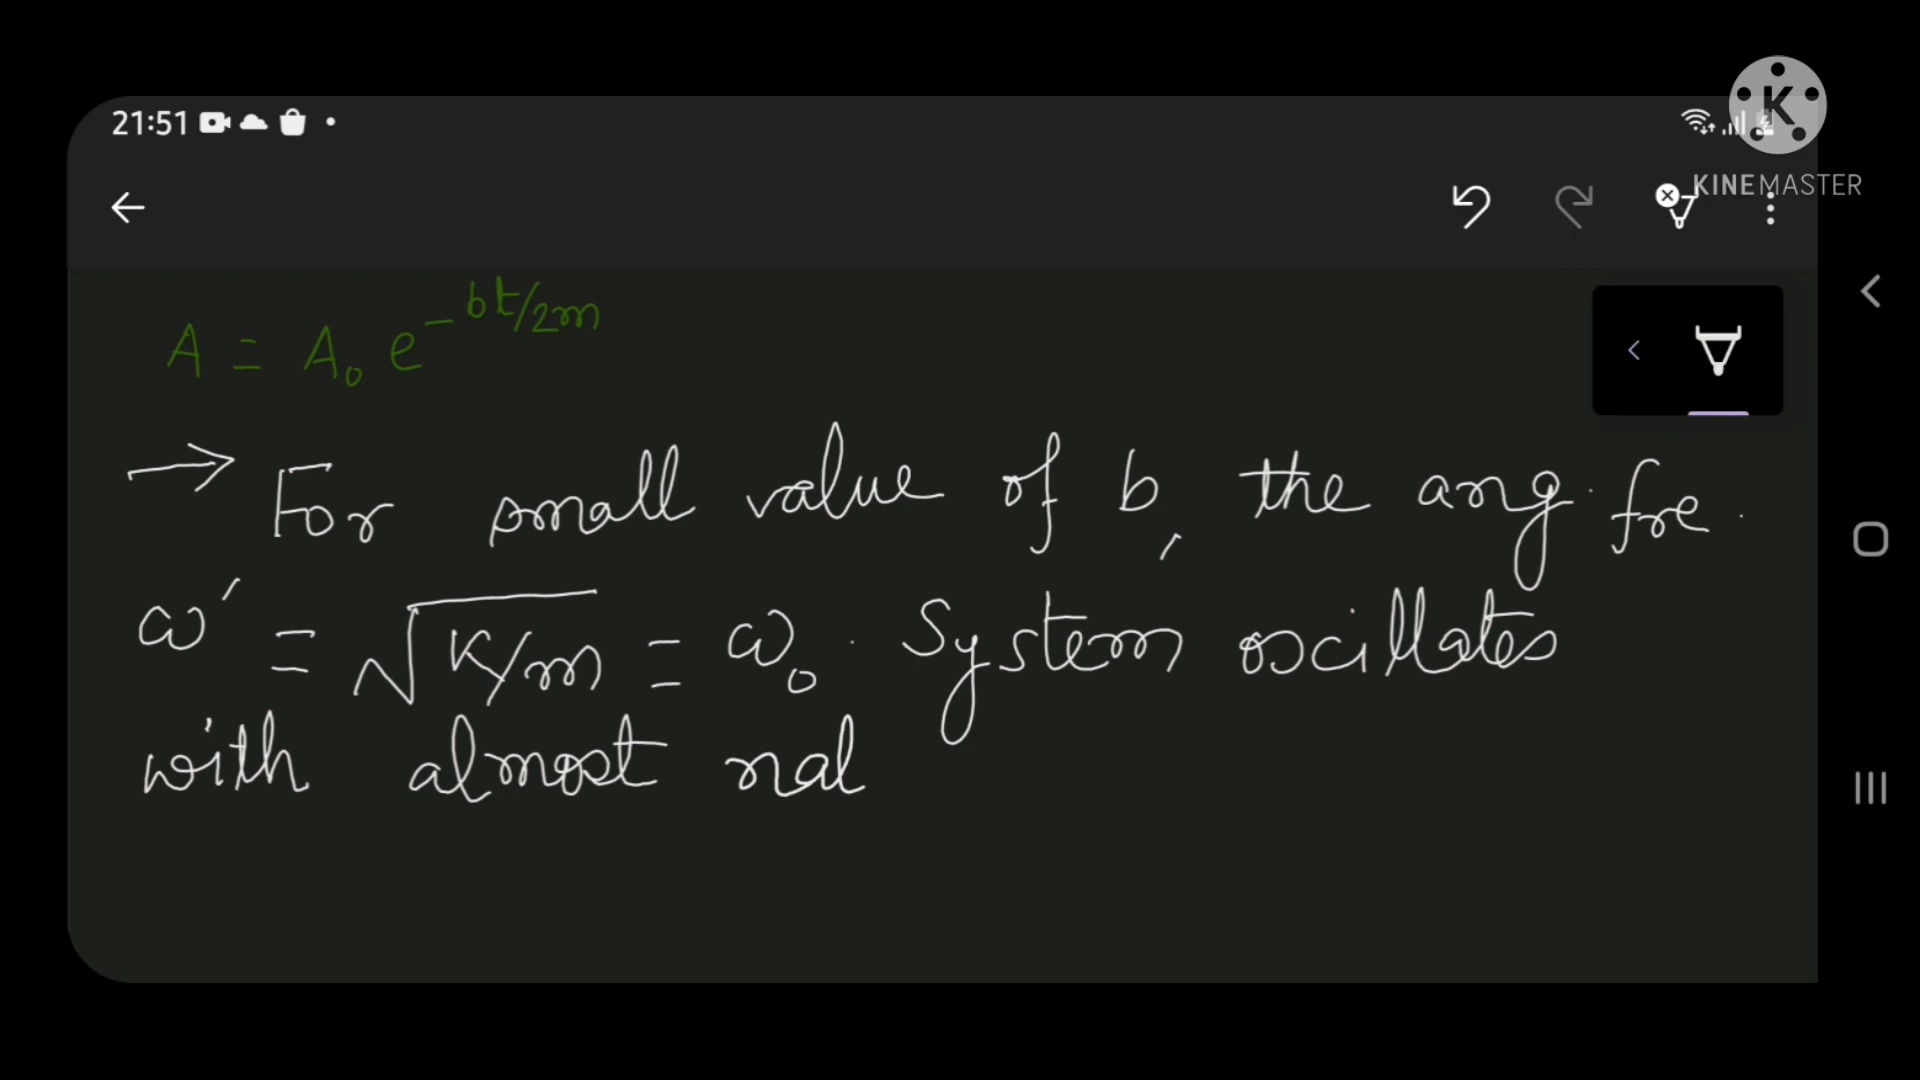 21:51
KINEMASTER
A = A₀ e^{-bt/2m}
→ For small value of b, the ang. fre.
ω' = √K/m = ω₀. System oscillates
with almost nal